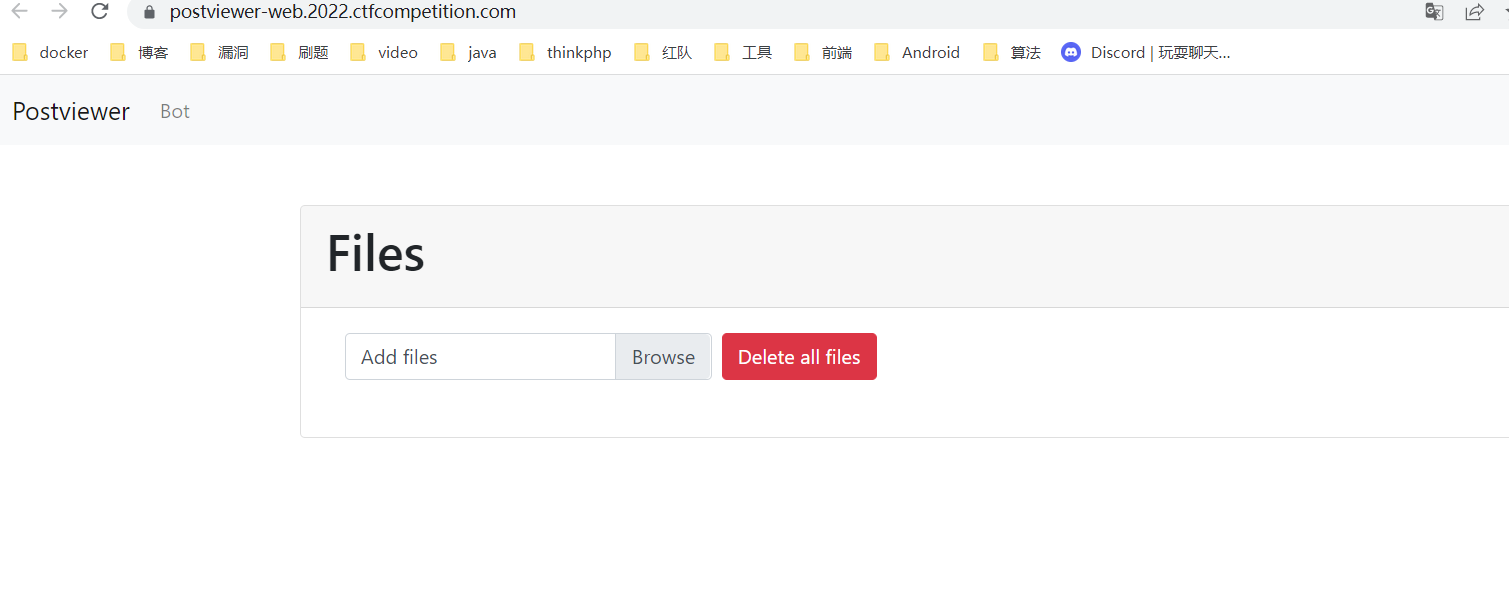 postviewer-web.2022.ctfcompetition.com
docker 博客 漏洞 刷题 video java thinkphp 红队 工具 前端 Android 算法 Discord | 玩耍聊天...
Postviewer Bot
Files
Add files Browse Delete all files